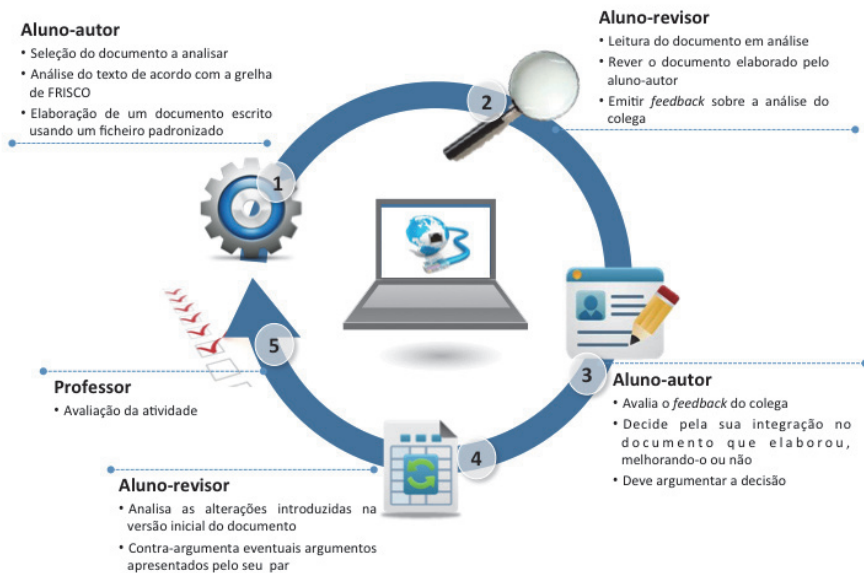 Aluno-autor
• Seleção do documento a analisar
• Análise do texto de acordo com a grelha
de FRISCO
• Elaboração de um documento escrito
usando um ficheiro padronizado
1
Aluno-revisor
• Leitura do documento em análise
• Rever o documento elaborado pelo
aluno-autor
• Emitir feedback sobre a análise do
colega
2
3
Aluno-autor
• Avalia o feedback do colega
• Decide pela sua integração no
documento que elaborou,
melhorando-o ou não
• Deve argumentar a decisão
4
Aluno-revisor
• Analisa as alterações introduzidas na
versão inicial do documento
• Contra-argumenta eventuais argumentos
apresentados pelo seu par
5
Professor
• Avaliação da atividade